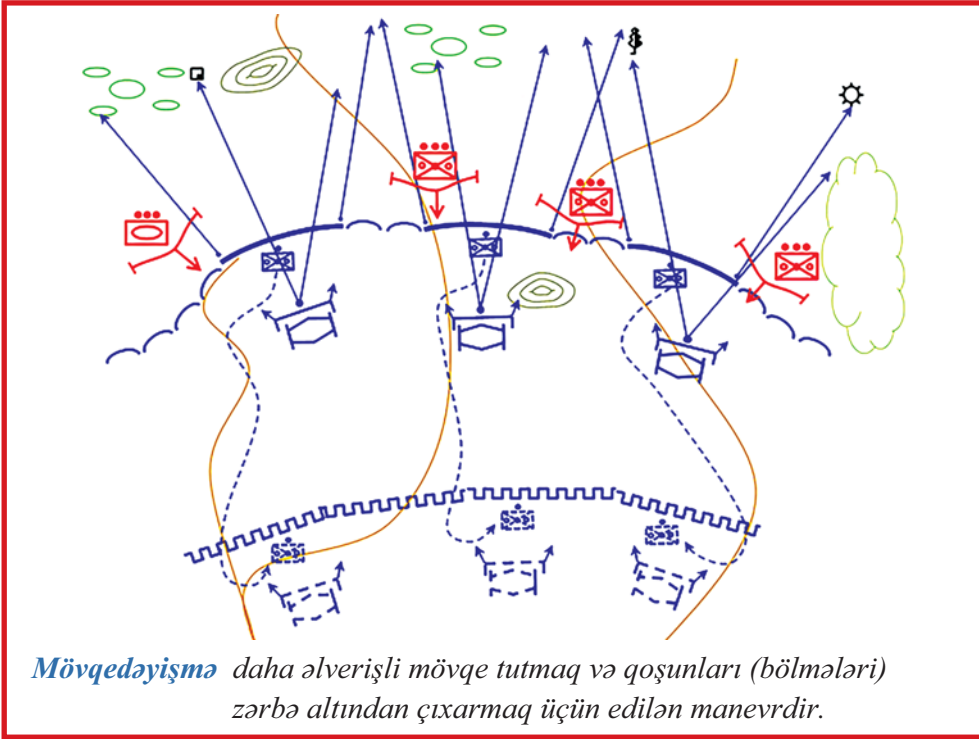 Mövqedəyişmə daha əlverişli mövqe tutmaq və qoşunları (bölmələri)
zərbə altından çıxarmaq üçün edilən manevrdir.